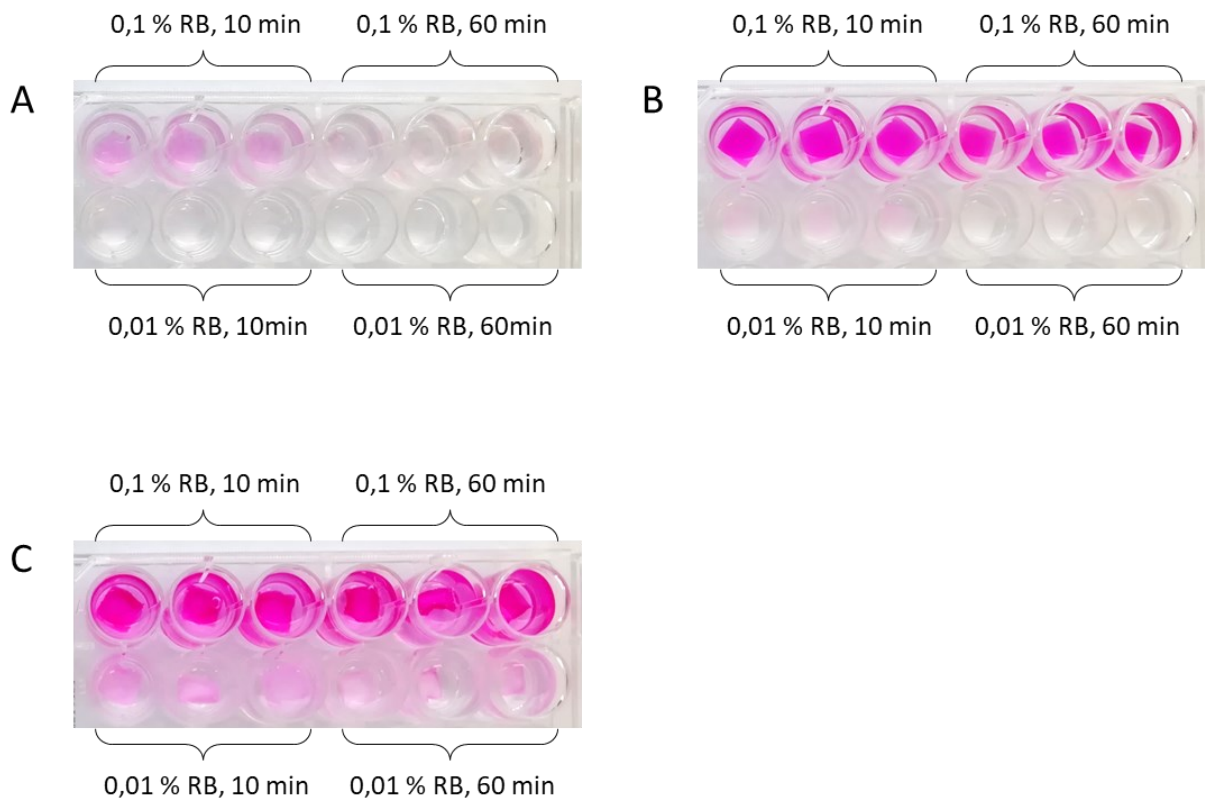 0,1 % RB, 10 min 0,1 % RB, 60 min
A
0,01 % RB, 10min 0,01 % RB, 60min
0,1 % RB, 10 min 0,1 % RB, 60 min
B
0,01 % RB, 10 min 0,01 % RB, 60 min
0,1 % RB, 10 min 0,1 % RB, 60 min
C
0,01 % RB, 10 min 0,01 % RB, 60 min